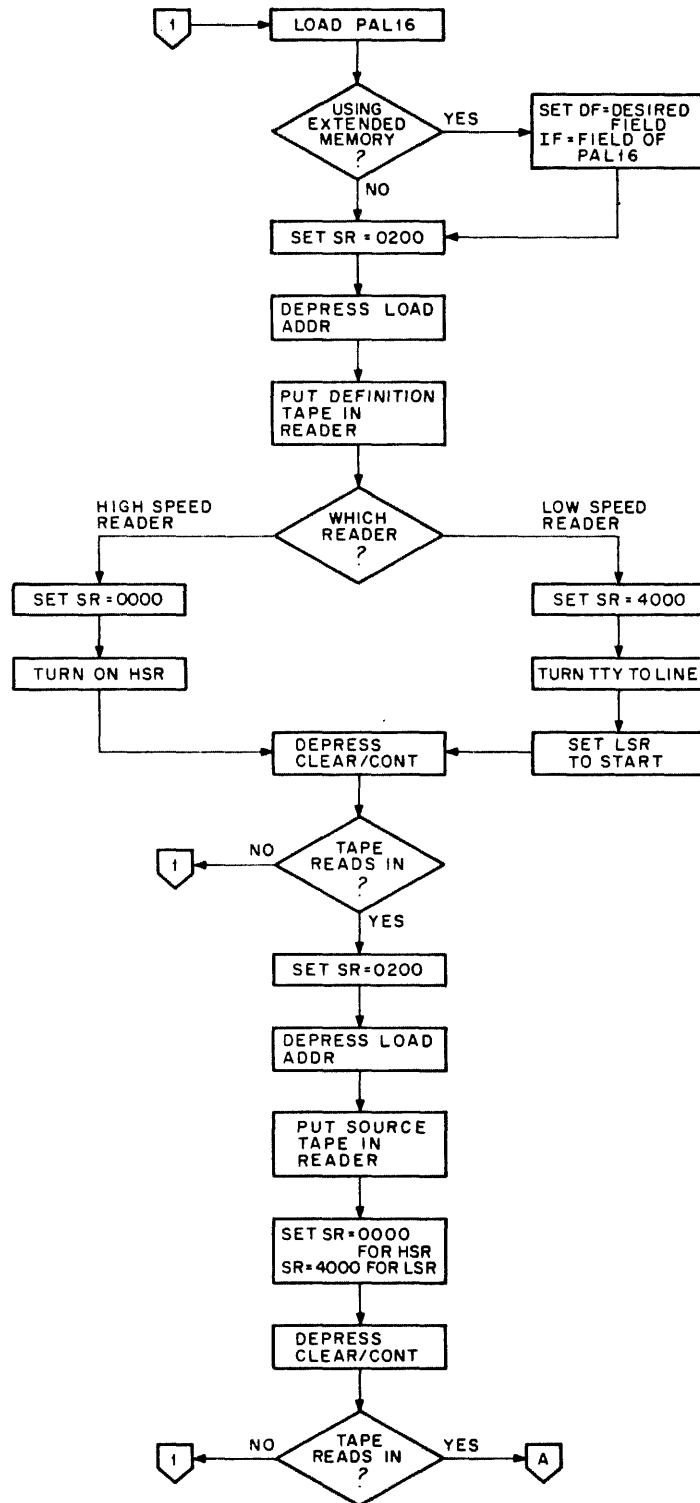 1
LOAD PAL16
USING
EXTENDED
MEMORY
?
YES
SET DF=DESIRED
FIELD
IF=FIELD OF
PAL16
NO
SET SR=0200
DEPRESS LOAD
ADDR
PUT DEFINITION
TAPE IN
READER
HIGH SPEED
READER
WHICH
READER
?
LOW SPEED
READER
SET SR=0000
SET SR=4000
TURN ON HSR
TURN TTY TO LINE
DEPRESS
CLEAR/CONT
SET LSR
TO START
1
NO
TAPE
READS IN
?
YES
SET SR=0200
DEPRESS LOAD
ADDR
PUT SOURCE
TAPE IN
READER
SET SR=0000
FOR HSR
SR=4000 FOR LSR
DEPRESS
CLEAR/CONT
1
NO
TAPE
READS IN
?
YES
A